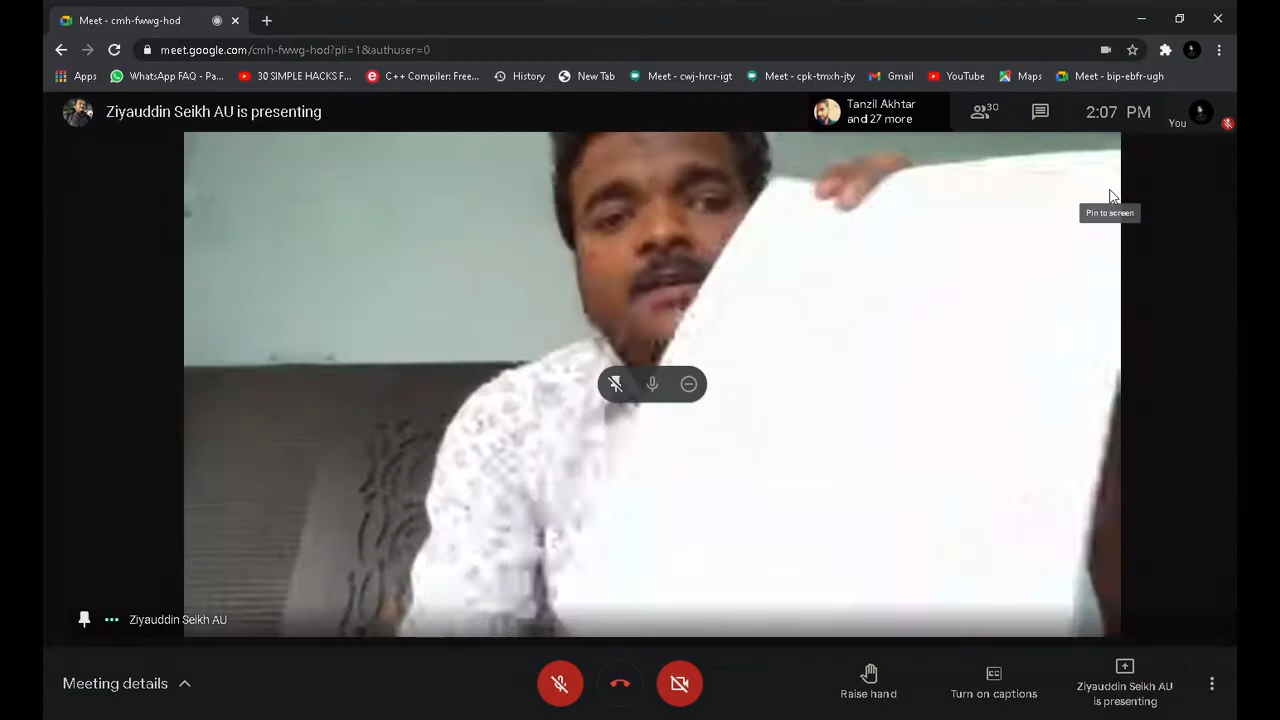 Meet - cmh-fwwg-hod
meet.google.com/cmh-fwwg-hod?pli=1&authuser=0
Apps WhatsApp FAQ - Pa... 30 SIMPLE HACKS F... C++ Compiler: Free... History New Tab Meet - cwj-hrcr-igt Meet - cpk-tmxh-jty Gmail YouTube Maps Meet - bip-ebfr-ugh
Ziyauddin Seikh AU is presenting
Tanzil Akhtar
and 27 more
30
2:07 PM
You
Pin to screen
Ziyauddin Seikh AU
Meeting details
Raise hand
CC
Turn on captions
Ziyauddin Seikh AU
is presenting